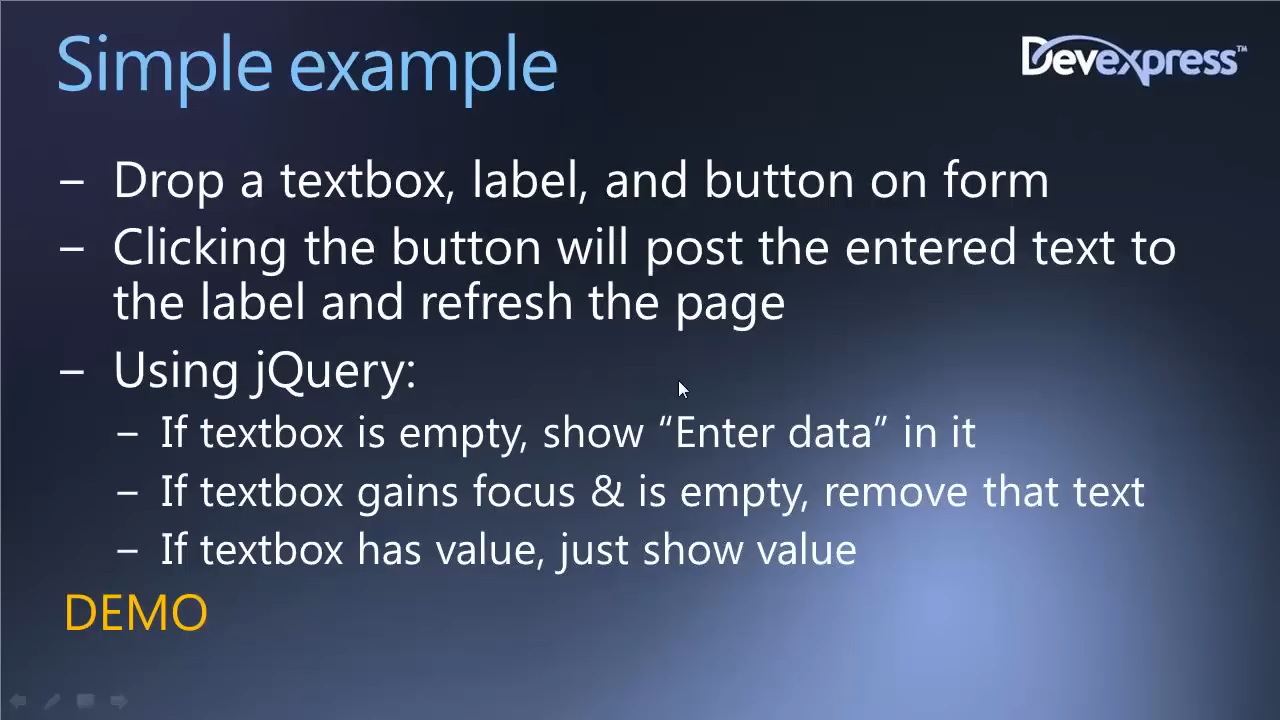 Simple example
DevExpress™
– Drop a textbox, label, and button on form
– Clicking the button will post the entered text to
the label and refresh the page
– Using jQuery:
– If textbox is empty, show “Enter data” in it
– If textbox gains focus & is empty, remove that text
– If textbox has value, just show value
DEMO